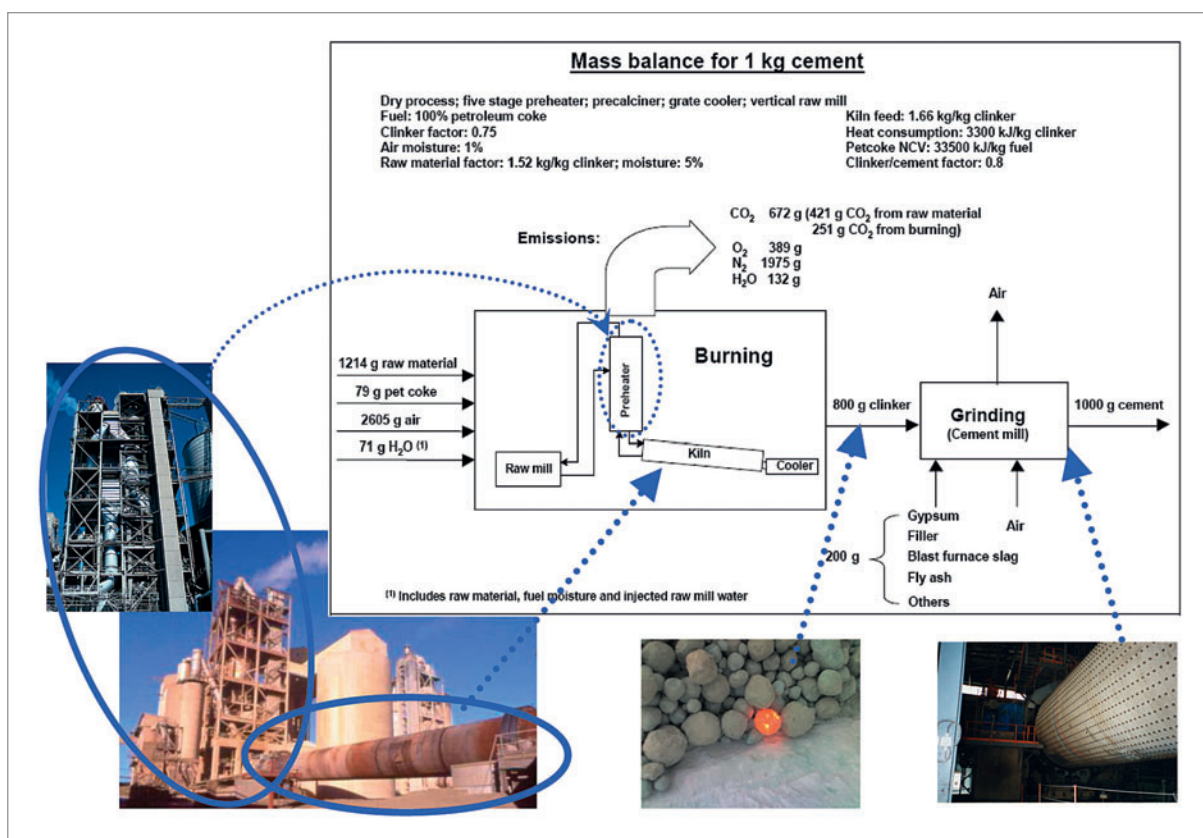 Mass balance for 1 kg cement
Dry process; five stage preheater; precalciner; grate cooler; vertical raw mill
Fuel: 100% petroleum coke
Clinker factor: 0.75
Air moisture: 1%
Raw material factor: 1.52 kg/kg clinker; moisture: 5%
Kiln feed: 1.66 kg/kg clinker
Heat consumption: 3300 kJ/kg clinker
Petcoke NCV: 33500 kJ/kg fuel
Clinker/cement factor: 0.8
Emissions:
CO₂ 672 g (421 g CO₂ from raw material
251 g CO₂ from burning)
O₂ 389 g
N₂ 1975 g
H₂O 132 g
1214 g raw material
79 g pet coke
2605 g air
71 g H₂O ⁽¹⁾
Burning
Preheater
Raw mill
Kiln
Cooler
800 g clinker
Air
Grinding
(Cement mill)
1000 g cement
200 g
Gypsum
Filler
Blast furnace slag
Fly ash
Others
Air
⁽¹⁾ Includes raw material, fuel moisture and injected raw mill water